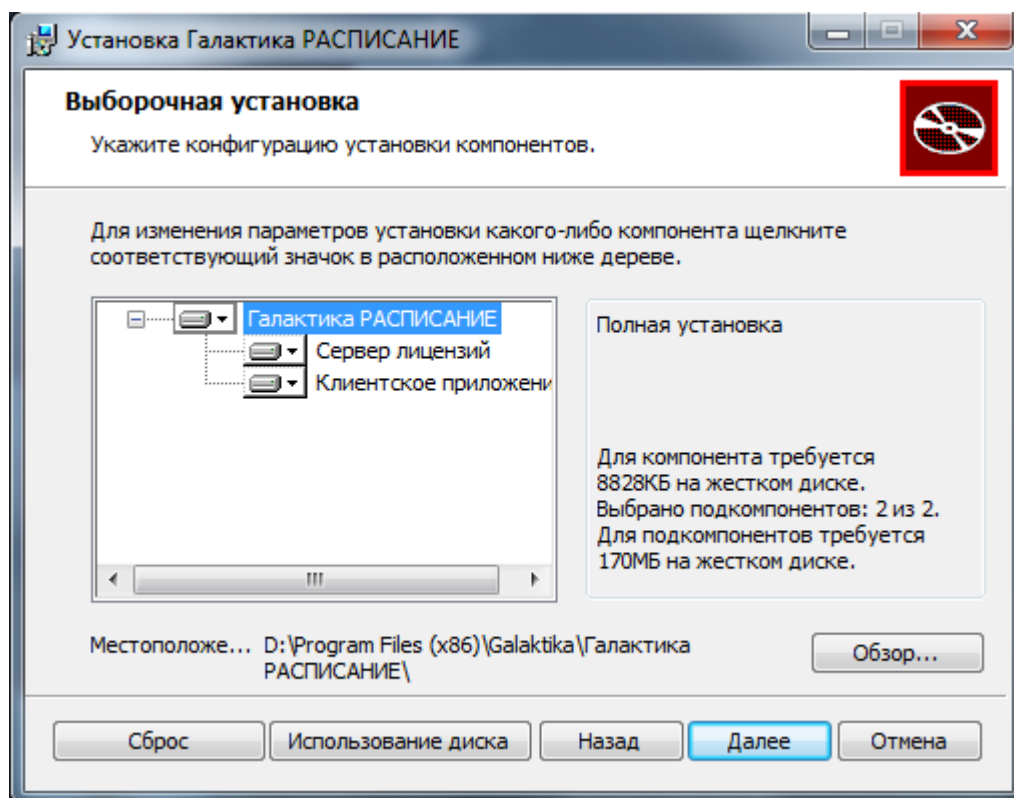 Установка Галактика РАСПИСАНИЕ
Выборочная установка
Укажите конфигурацию установки компонентов.
Для изменения параметров установки какого-либо компонента щелкните
соответствующий значок в расположенном ниже дереве.
Галактика РАСПИСАНИЕ
Сервер лицензий
Клиентское приложени
Полная установка
Для компонента требуется
8828КБ на жестком диске.
Выбрано подкомпонентов: 2 из 2.
Для подкомпонентов требуется
170МБ на жестком диске.
Местоположе... D:\Program Files (x86)\Galaktika\Галактика
РАСПИСАНИЕ\
Обзор...
Сброс Использование диска Назад Далее Отмена